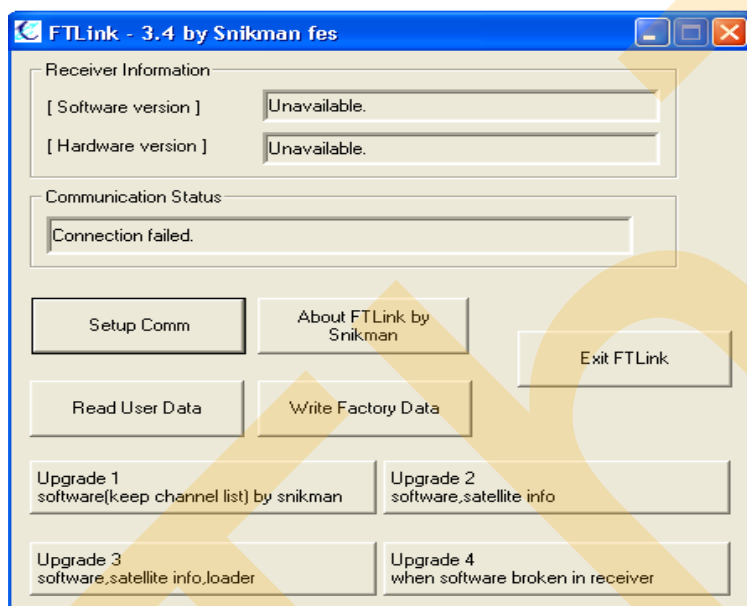 FTLink - 3.4 by Snikman fes
Receiver Information
[ Software version ]
Unavailable.
[ Hardware version ]
Unavailable.
Communication Status
Connection failed.
Setup Comm
About FTLink by
Snikman
Exit FTLink
Read User Data
Write Factory Data
Upgrade 1
software(keep channel list) by snikman
Upgrade 2
software,satellite info
Upgrade 3
software,satellite info,loader
Upgrade 4
when software broken in receiver